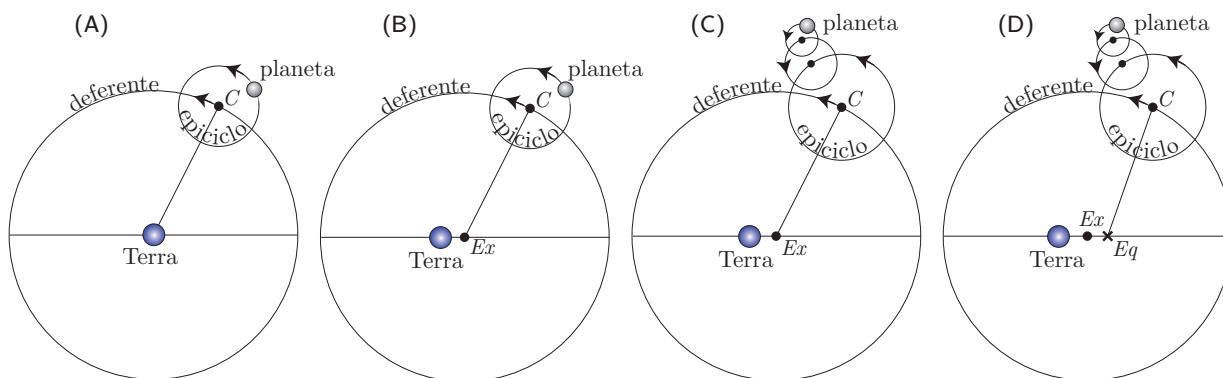 (A)
planeta
deferente
C
epiciclo
Terra
(B)
planeta
deferente
C
epiciclo
Terra
Ex
(C)
planeta
deferente
C
epiciclo
Terra
Ex
(D)
planeta
deferente
C
epiciclo
Ex
Terra
Eq